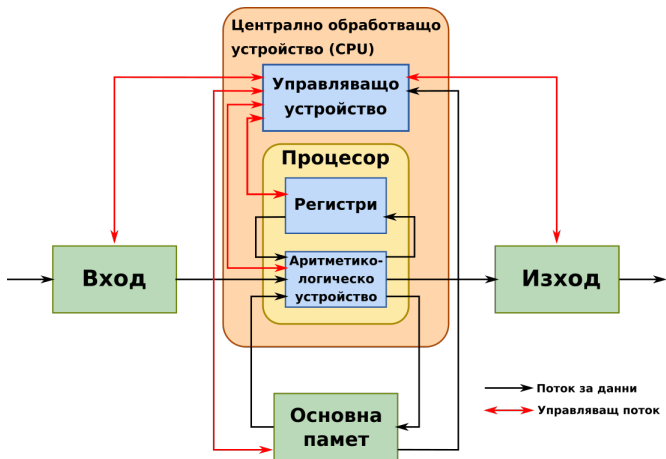 Централно обработващо
устройство (CPU)
Управляващо
устройство
Процесор
Регистри
Аритметико-
логическо
устройство
Вход
Изход
Основна
памет
Поток за данни
Управляващ поток